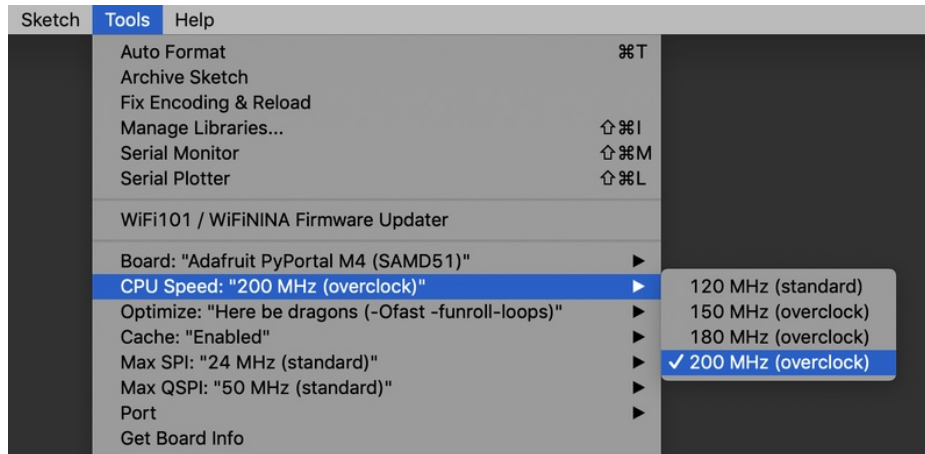 Sketch Tools Help
Auto Format ⌘T
Archive Sketch
Fix Encoding & Reload
Manage Libraries... ⇧⌘I
Serial Monitor ⇧⌘M
Serial Plotter ⇧⌘L
WiFi101 / WiFiNINA Firmware Updater
Board: "Adafruit PyPortal M4 (SAMD51)" ▶
CPU Speed: "200 MHz (overclock)" ▶
Optimize: "Here be dragons (-Ofast -funroll-loops)" ▶
Cache: "Enabled" ▶
Max SPI: "24 MHz (standard)" ▶
Max QSPI: "50 MHz (standard)" ▶
Port ▶
Get Board Info
120 MHz (standard)
150 MHz (overclock)
180 MHz (overclock)
✓ 200 MHz (overclock)